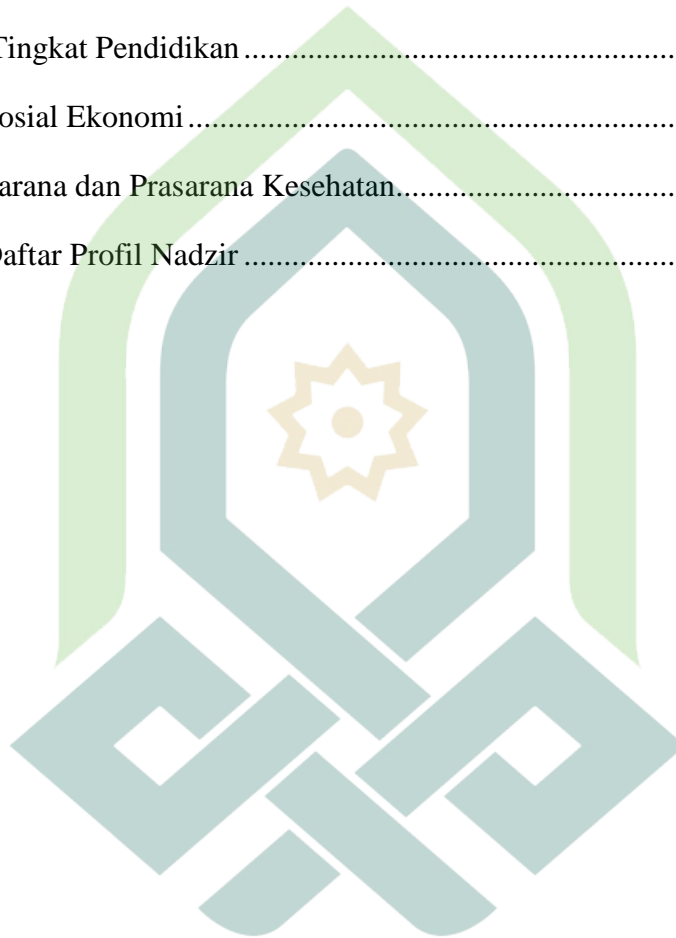 Tingkat Pendidikan ......................................................
osial Ekonomi .............................................................
arana dan Prasarana Kesehatan...................................
Daftar Profil Nadzir ......................................................